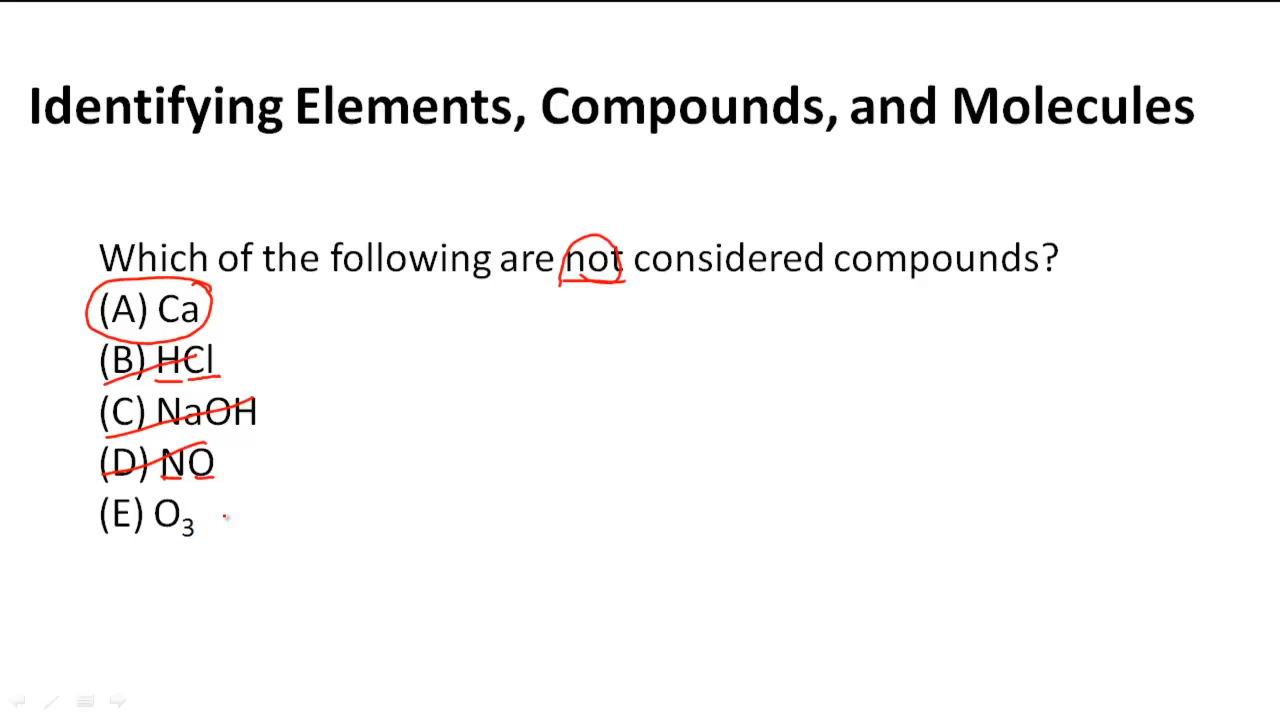 Identifying Elements, Compounds, and Molecules
Which of the following are not considered compounds?
(A) Ca
(B) HCl
(C) NaOH
(D) NO
(E) O₃